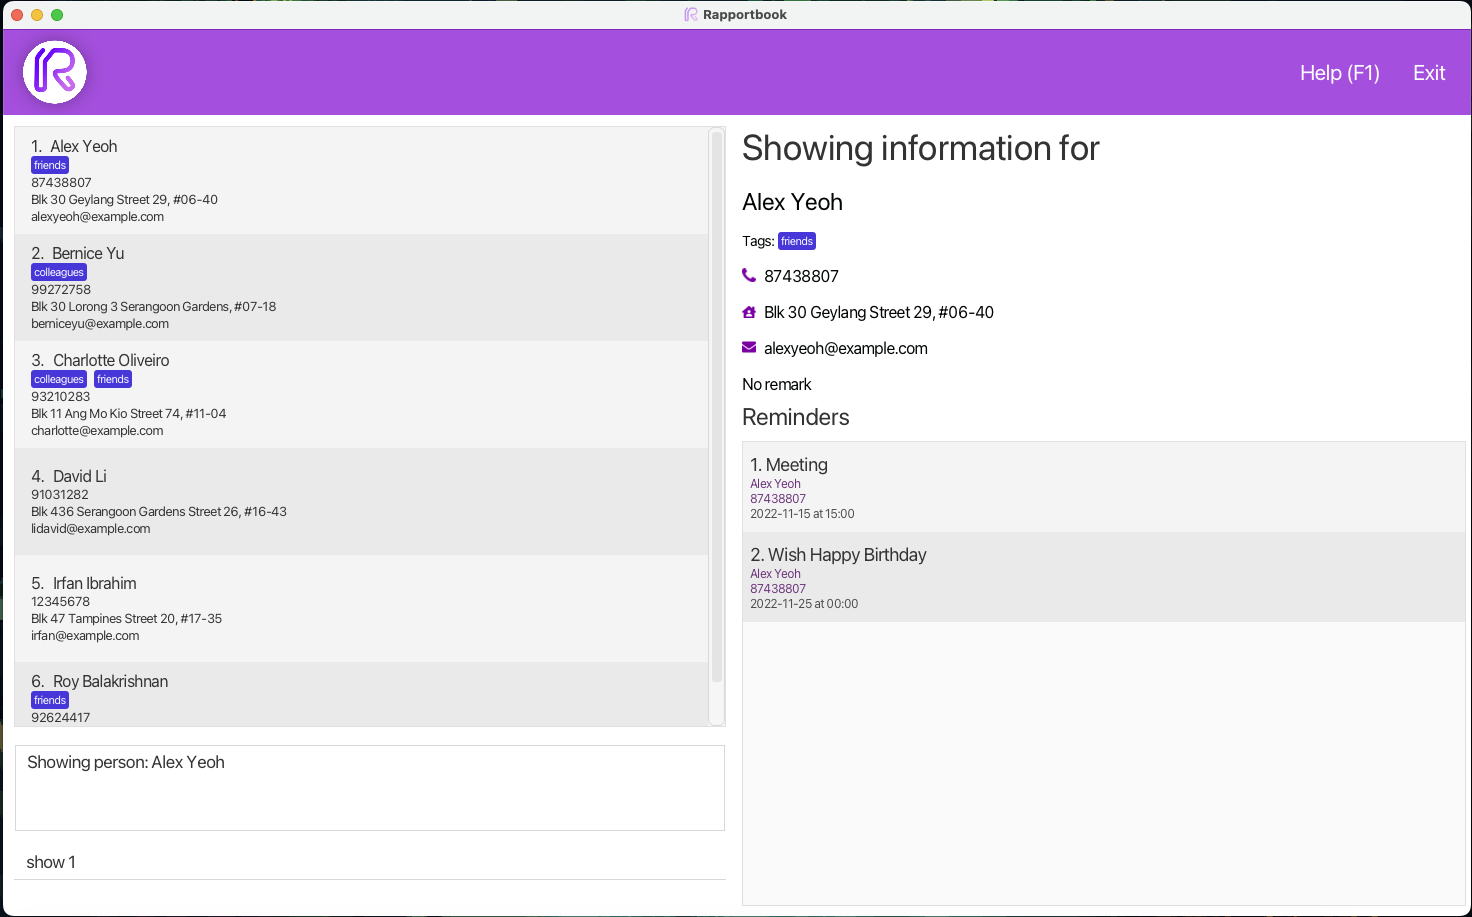 Rapportbook
Help (F1) Exit
1. Alex Yeoh
friends
87438807
Blk 30 Geylang Street 29, #06-40
alexyeoh@example.com
2. Bernice Yu
colleagues
99272758
Blk 30 Lorong 3 Serangoon Gardens, #07-18
berniceyu@example.com
3. Charlotte Oliveiro
colleagues friends
93210283
Blk 11 Ang Mo Kio Street 74, #11-04
charlotte@example.com
4. David Li
91031282
Blk 436 Serangoon Gardens Street 26, #16-43
lidavid@example.com
5. Irfan Ibrahim
12345678
Blk 47 Tampines Street 20, #17-35
irfan@example.com
6. Roy Balakrishnan
friends
92624417
Showing person: Alex Yeoh
show 1
Showing information for
Alex Yeoh
Tags: friends
87438807
Blk 30 Geylang Street 29, #06-40
alexyeoh@example.com
No remark
Reminders
1. Meeting
Alex Yeoh
87438807
2022-11-15 at 15:00
2. Wish Happy Birthday
Alex Yeoh
87438807
2022-11-25 at 00:00